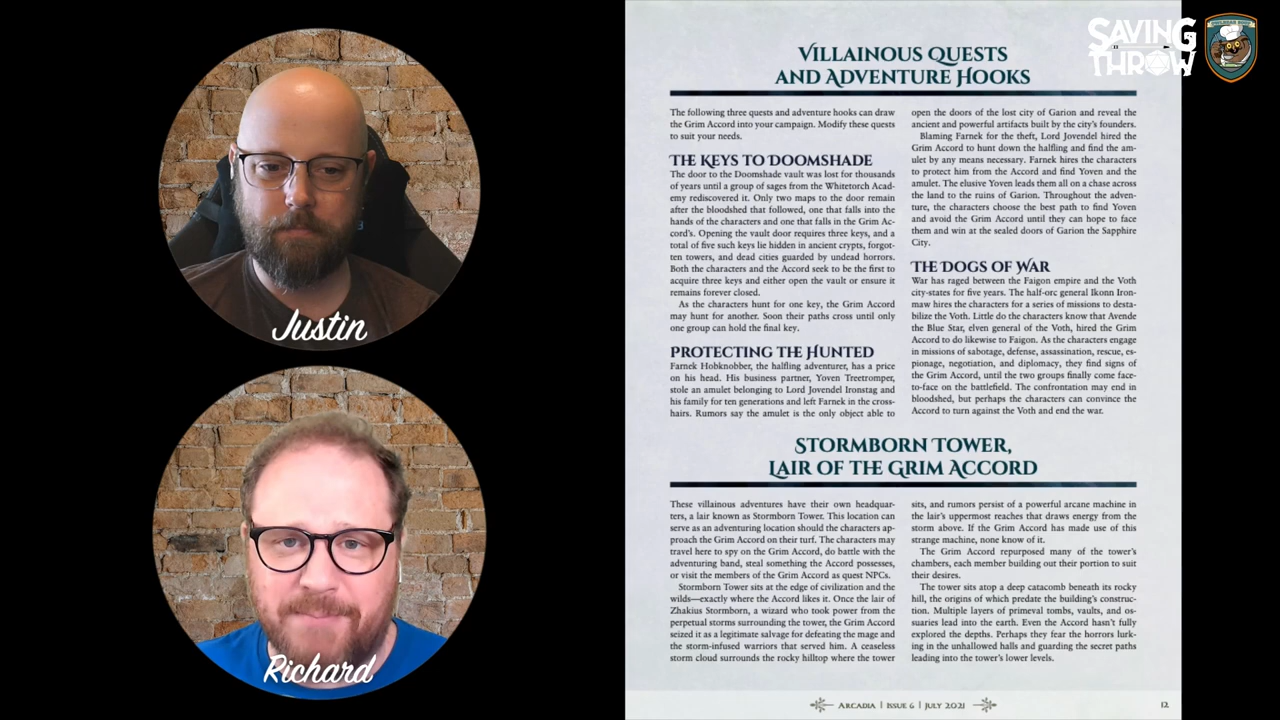 Justin
Richard
SAVING
THROW
VILLAINOUS QUESTS
AND ADVENTURE HOOKS
The following three quests and adventure hooks can draw
the Grim Accord into your campaign. Modify these quests
to suit your needs.
THE KEYS TO DOOMSHADE
The door to the Doomshade vault was lost for thousands
of years until a group of sages from the Whitetorch Acad-
emy rediscovered it. Only two maps to the door remain
after the bloodshed that followed, one that falls into the
hands of the characters and one that falls in the Grim Ac-
cord's. Opening the vault door requires three keys, and a
total of five such keys lie hidden in ancient crypts, forgot-
ten towers, and dead cities guarded by undead horrors.
Both the characters and the Accord seek to be the first to
acquire three keys and either open the vault or ensure it
remains forever closed.
As the characters hunt for one key, the Grim Accord
may hunt for another. Soon their paths cross until only
one group can hold the final key.
PROTECTING THE HUNTED
Farnek Hobknobber, the halfling adventurer, has a price
on his head. His business partner, Yoven Treetromper,
stole an amulet belonging to Lord Jovendel Ironstag and
his family for ten generations and left Farnek in the cross-
hairs. Rumors say the amulet is the only object able to
open the doors of the lost city of Garion and reveal the
ancient and powerful artifacts built by the city's founders.
Blaming Farnek for the theft, Lord Jovendel hired the
Grim Accord to hunt down the halfling and find the am-
ulet by any means necessary. Farnek hires the characters
to protect him from the Accord and find Yoven and the
amulet. The elusive Yoven leads them all on a chase across
the land to the ruins of Garion. Throughout the adven-
ture, the characters choose the best path to find Yoven
and avoid the Grim Accord until they can hope to face
them and win at the sealed doors of Garion the Sapphire
City.
THE DOGS OF WAR
War has raged between the Faigon empire and the Voth
city-states for five years. The half-orc general Ikonn Iron-
maw hires the characters for a series of missions to desta-
bilize the Voth. Little do the characters know that Avende
the Blue Star, elven general of the Voth, hired the Grim
Accord to do likewise to Faigon. As the characters engage
in missions of sabotage, defense, assassination, rescue, es-
pionage, negotiation, and diplomacy, they find signs of
the Grim Accord, until the two groups finally come face-
to-face on the battlefield. The confrontation may end in
bloodshed, but perhaps the characters can convince the
Accord to turn against the Voth and end the war.
STORMBORN TOWER,
LAIR OF THE GRIM ACCORD
These villainous adventures have their own headquar-
ters, a lair known as Stormborn Tower. This location can
serve as an adventuring location should the characters ap-
proach the Grim Accord on their turf. The characters may
travel here to spy on the Grim Accord, do battle with the
adventuring band, steal something the Accord possesses,
or visit the members of the Grim Accord as quest NPCs.
Stormborn Tower sits at the edge of civilization and the
wilds—exactly where the Accord likes it. Once the lair of
Zhakius Stormborn, a wizard who took power from the
perpetual storms surrounding the tower, the Grim Accord
seized it as a legitimate salvage for defeating the mage and
the storm-infused warriors that served him. A ceaseless
storm cloud surrounds the rocky hilltop where the tower
sits, and rumors persist of a powerful arcane machine in
the lair's uppermost reaches that draws energy from the
storm above. If the Grim Accord has made use of this
strange machine, none know of it.
The Grim Accord repurposed many of the tower's
chambers, each member building out their portion to suit
their desires.
The tower sits atop a deep catacomb beneath its rocky
hill, the origins of which predate the building's construc-
tion. Multiple layers of primeval tombs, vaults, and os-
suaries lead into the earth. Even the Accord hasn't fully
explored the depths. Perhaps they fear the horrors lurk-
ing in the unhallowed halls and guarding the secret paths
leading into the tower's lower levels.
ARCADIA | ISSUE 6 | JULY 2021
12